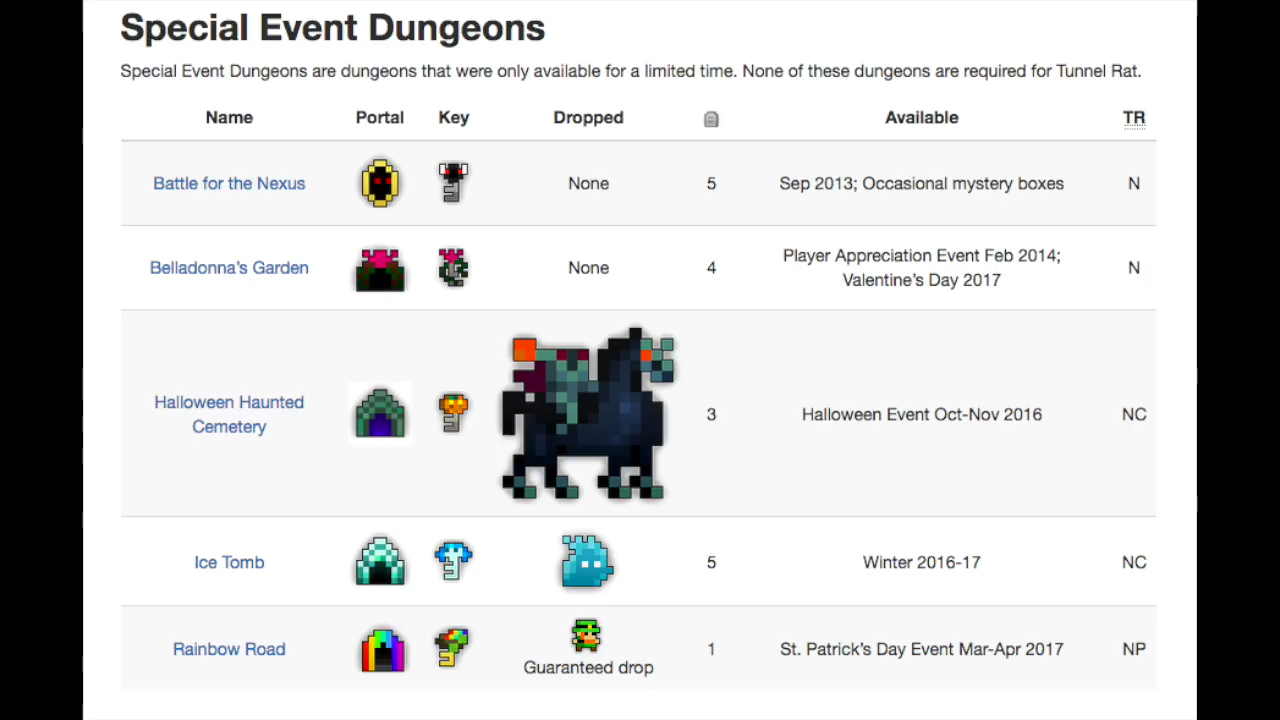 Special Event Dungeons
Special Event Dungeons are dungeons that were only available for a limited time. None of these dungeons are required for Tunnel Rat.
Name Portal Key Dropped Available TR
Battle for the Nexus None 5 Sep 2013; Occasional mystery boxes N
Belladonna's Garden None 4 Player Appreciation Event Feb 2014;
Valentine's Day 2017 N
Halloween Haunted
Cemetery 3 Halloween Event Oct-Nov 2016 NC
Ice Tomb 5 Winter 2016-17 NC
Rainbow Road Guaranteed drop 1 St. Patrick's Day Event Mar-Apr 2017 NP